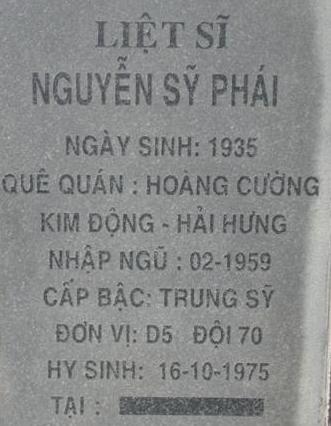 LIỆT SĨ
NGUYỄN SỸ PHÁI
NGÀY SINH: 1935
QUÊ QUÁN : HOÀNG CƯỜNG
KIM ĐỘNG - HẢI HƯNG
NHẬP NGŨ : 02-1959
CẤP BẬC: TRUNG SỸ
ĐƠN VỊ: D5 ĐỘI 70
HY SINH: 16-10-1975
TẠI :